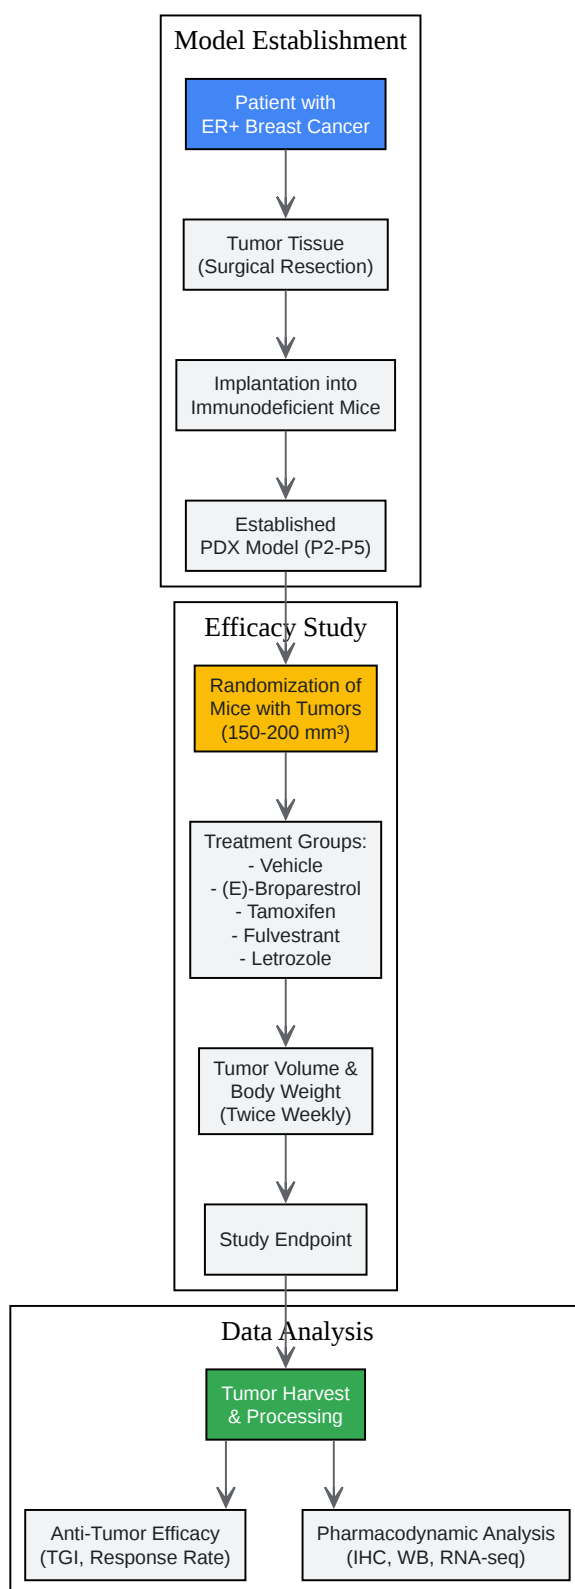 Model Establishment
Patient with
ER+ Breast Cancer
Tumor Tissue
(Surgical Resection)
Implantation into
Immunodeficient Mice
Established
PDX Model (P2-P5)
Efficacy Study
Randomization of
Mice with Tumors
(150-200 mm³)
Treatment Groups:
- Vehicle
- (E)-Broparestrol
- Tamoxifen
- Fulvestrant
- Letrozole
Tumor Volume &
Body Weight
(Twice Weekly)
Study Endpoint
Data Analysis
Tumor Harvest
& Processing
Anti-Tumor Efficacy
(TGI, Response Rate)
Pharmacodynamic Analysis
(IHC, WB, RNA-seq)